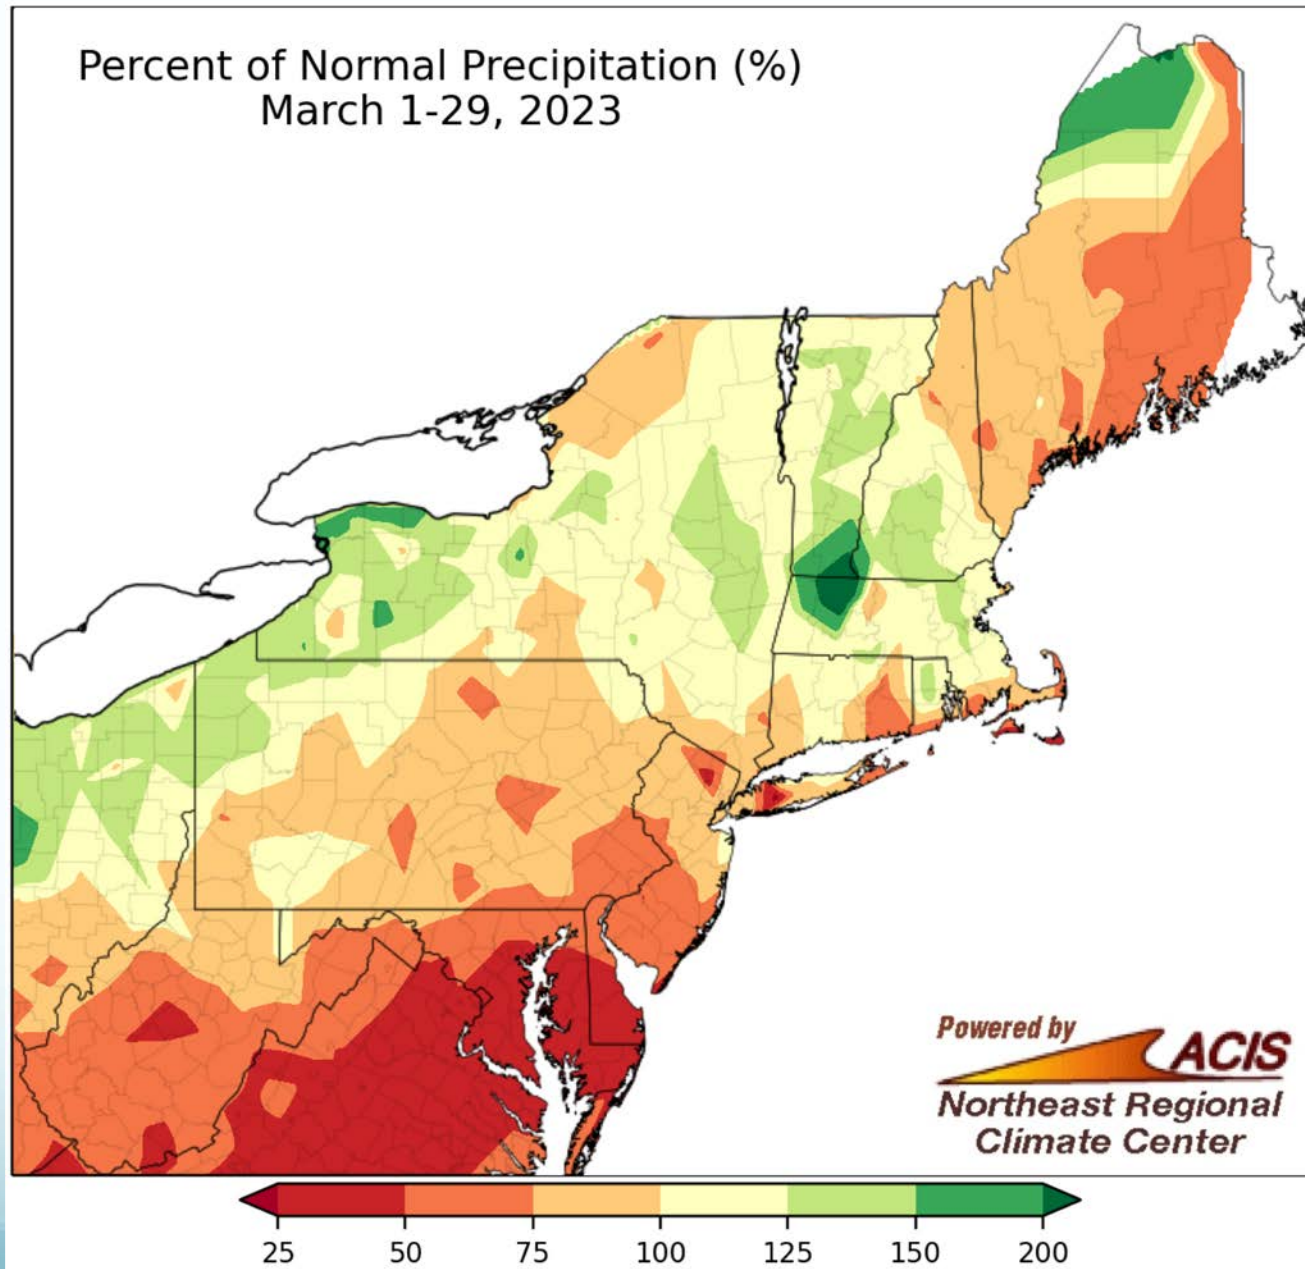 Percent of Normal Precipitation (%)
March 1-29, 2023
Powered by
ACIS
Northeast Regional
Climate Center
25 50 75 100 125 150 200